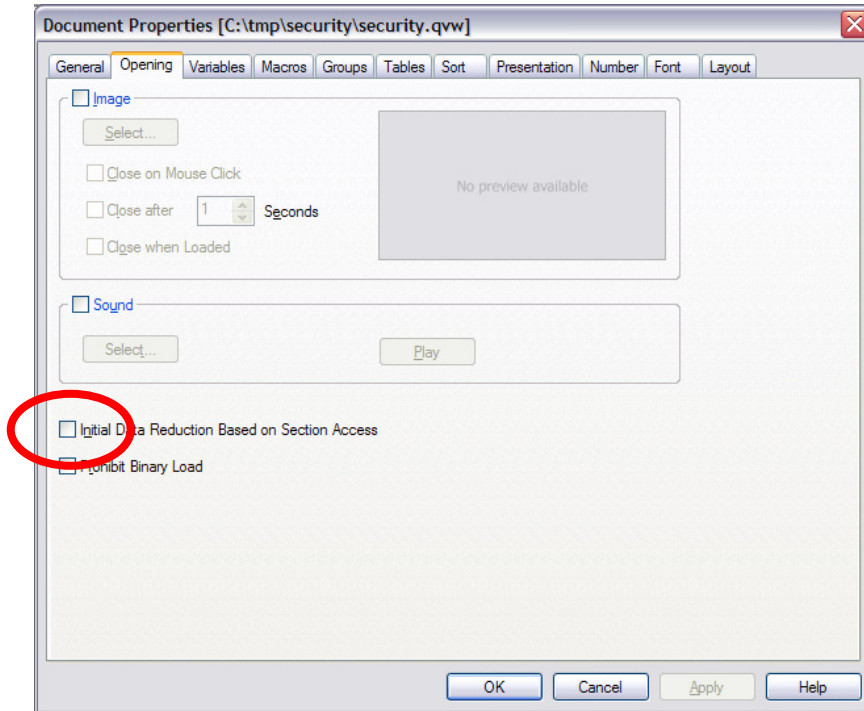 Document Properties [C:\tmp\security\security.qvw]
General Opening Variables Macros Groups Tables Sort Presentation Number Font Layout
Image
Select...
No preview available
Close on Mouse Click
Close after 1 Seconds
Close when Loaded
Sound
Select... Play
Initial Data Reduction Based on Section Access
Prohibit Binary Load
OK Cancel Apply Help